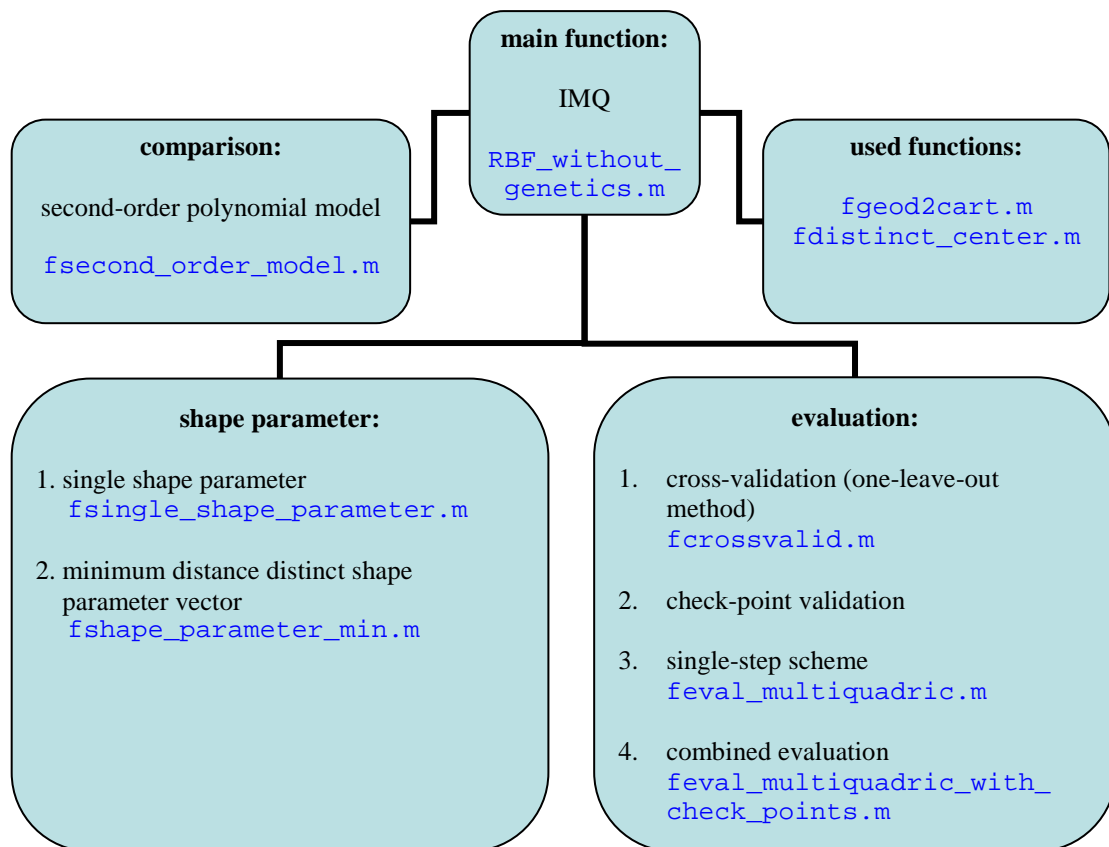 main function:
IMQ
RBF_without_
genetics.m
comparison:
second-order polynomial model
fsecond_order_model.m
used functions:
fgeod2cart.m
fdistinct_center.m
shape parameter:
1. single shape parameter
fsingle_shape_parameter.m
2. minimum distance distinct shape
parameter vector
fshape_parameter_min.m
evaluation:
1. cross-validation (one-leave-out
method)
fcrossvalid.m
2. check-point validation
3. single-step scheme
feval_multiquadric.m
4. combined evaluation
feval_multiquadric_with_
check_points.m